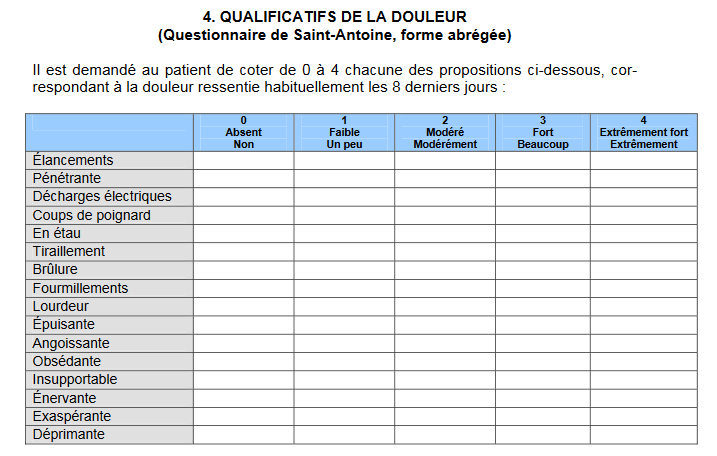 4. QUALIFICATIFS DE LA DOULEUR
(Questionnaire de Saint-Antoine, forme abrégée)
Il est demandé au patient de coter de 0 à 4 chacune des propositions ci-dessous, cor-
respondant à la douleur ressentie habituellement les 8 derniers jours :
0 1 2 3 4
Absent Faible Modéré Fort Extrêmement fort
Non Un peu Modérément Beaucoup Extrêmement
Élancements
Pénétrante
Décharges électriques
Coups de poignard
En étau
Tiraillement
Brûlure
Fourmillements
Lourdeur
Épuisante
Angoissante
Obsédante
Insupportable
Énervante
Exaspérante
Déprimante